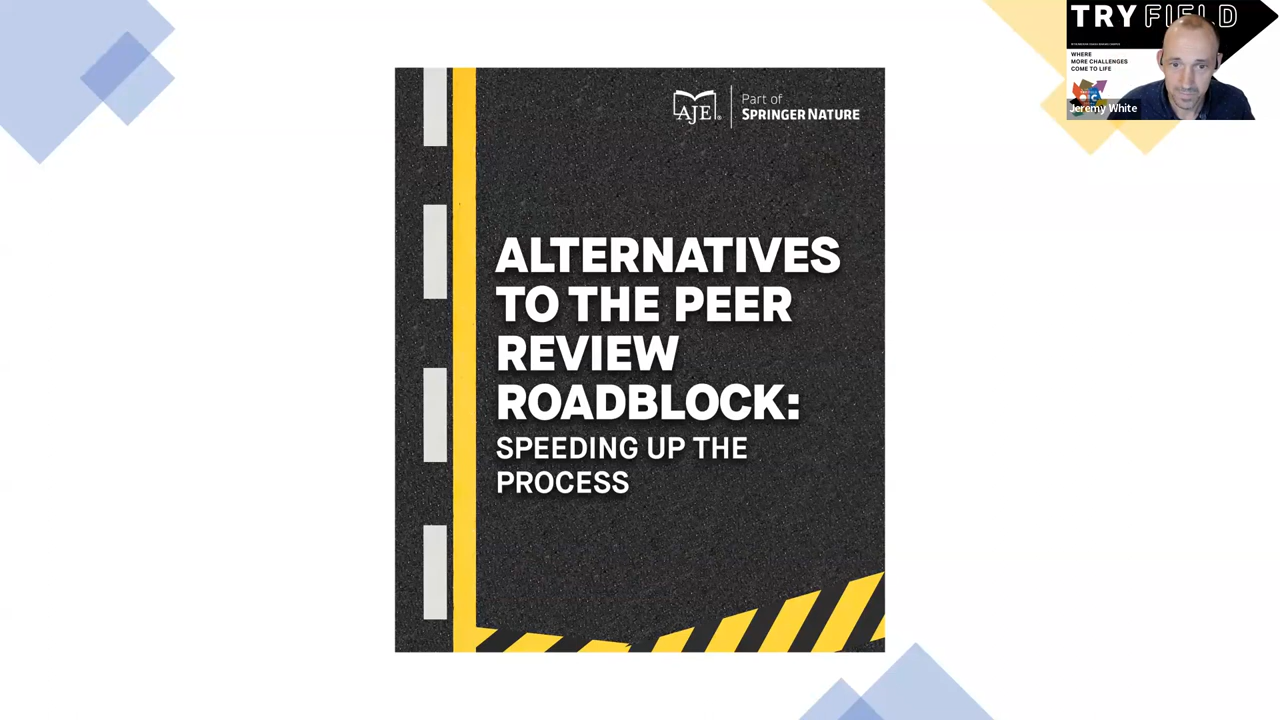 AJE
Part of
SPRINGER NATURE
ALTERNATIVES
TO THE PEER
REVIEW
ROADBLOCK:
SPEEDING UP THE
PROCESS
TRY FIELD
WHERE
MORE CHALLENGES
COME TO LIFE
Jeremy White